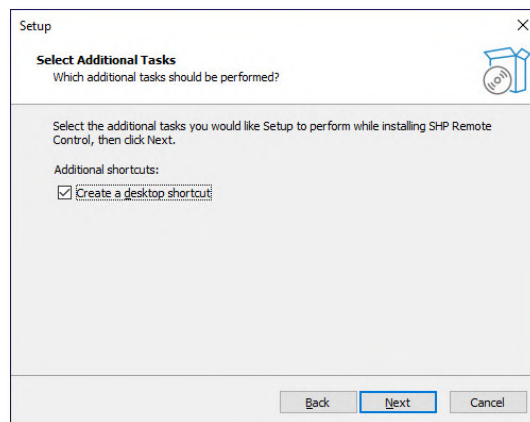 Setup
Select Additional Tasks
Which additional tasks should be performed?
Select the additional tasks you would like Setup to perform while installing SHP Remote
Control, then click Next.
Additional shortcuts:
Create a desktop shortcut
Back Next Cancel